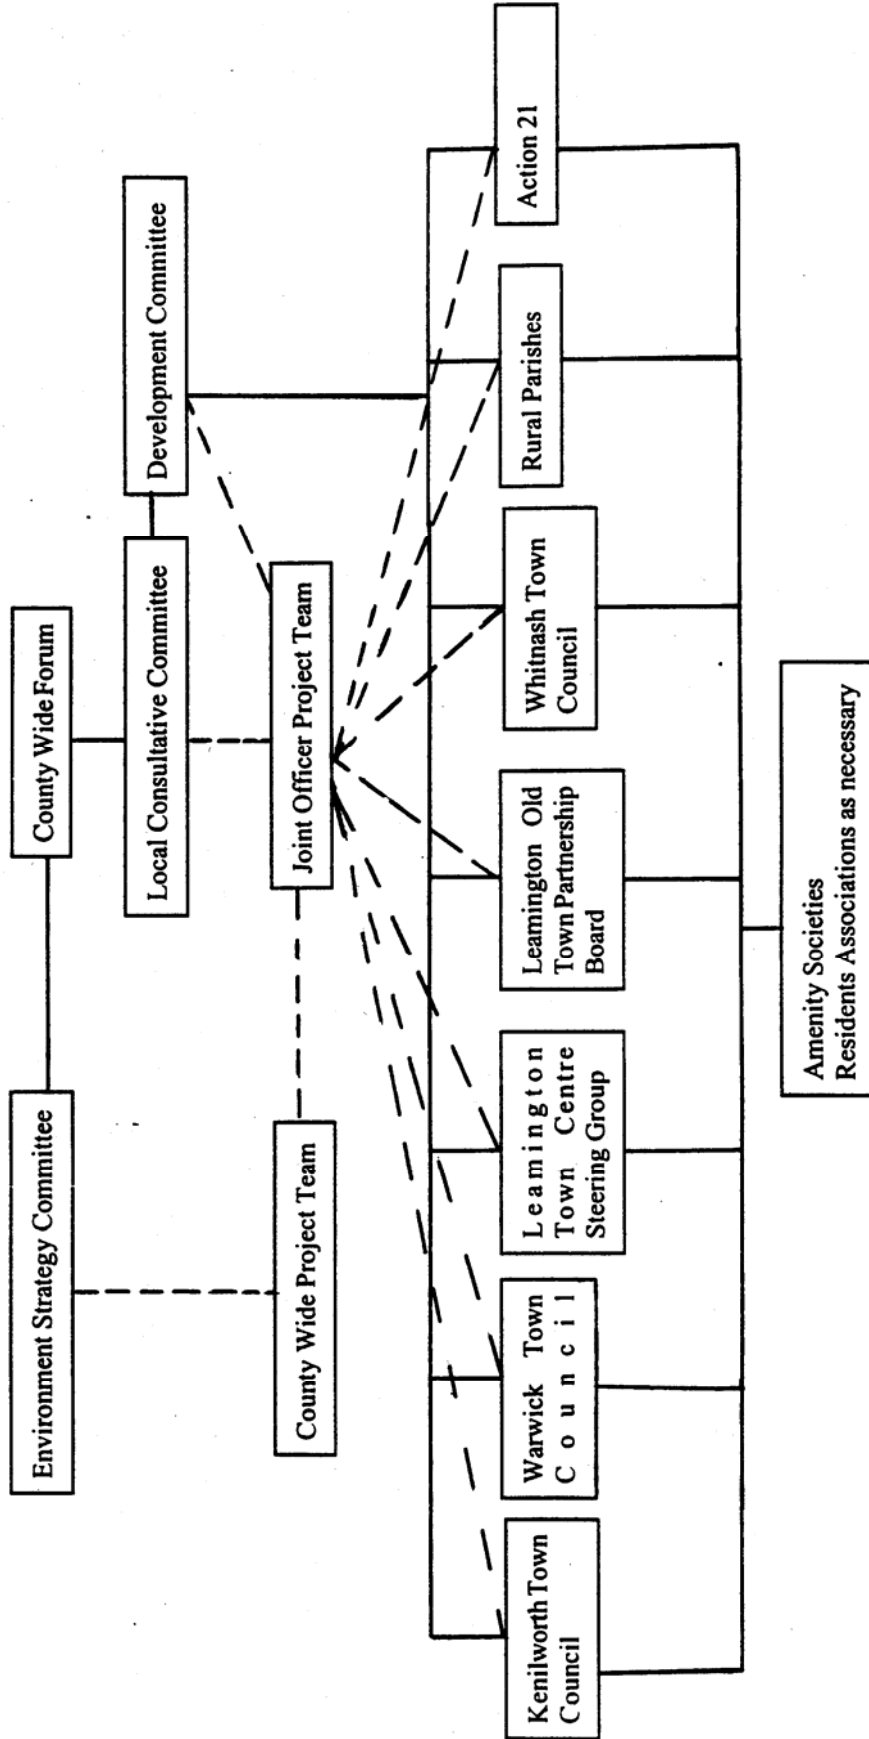 Environment Strategy Committee
County Wide Forum
Local Consultative Committee
Development Committee
County Wide Project Team
Joint Officer Project Team
Kenilworth Town
Council
Warwick Town
Council
Leamington
Town Centre
Steering Group
Leamington Old
Town Partnership
Board
Whitnash Town
Council
Rural Parishes
Action 21
Amenity Societies
Residents Associations as necessary